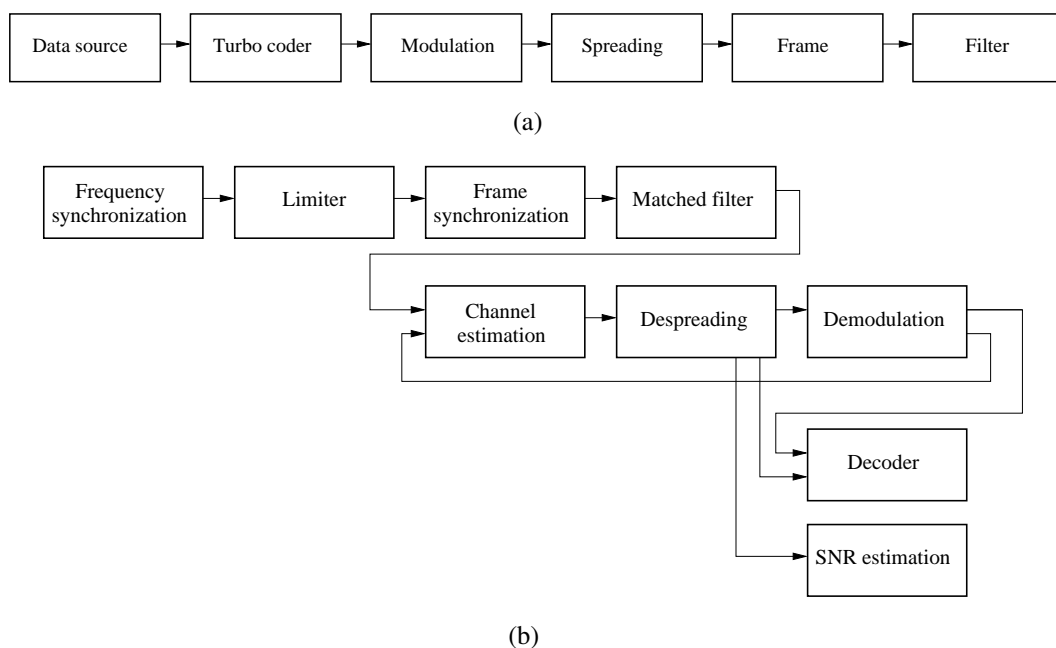 Data source
Turbo coder
Modulation
Spreading
Frame
Filter
(a)
Frequency
synchronization
Limiter
Frame
synchronization
Matched filter
Channel
estimation
Despreading
Demodulation
Decoder
SNR estimation
(b)